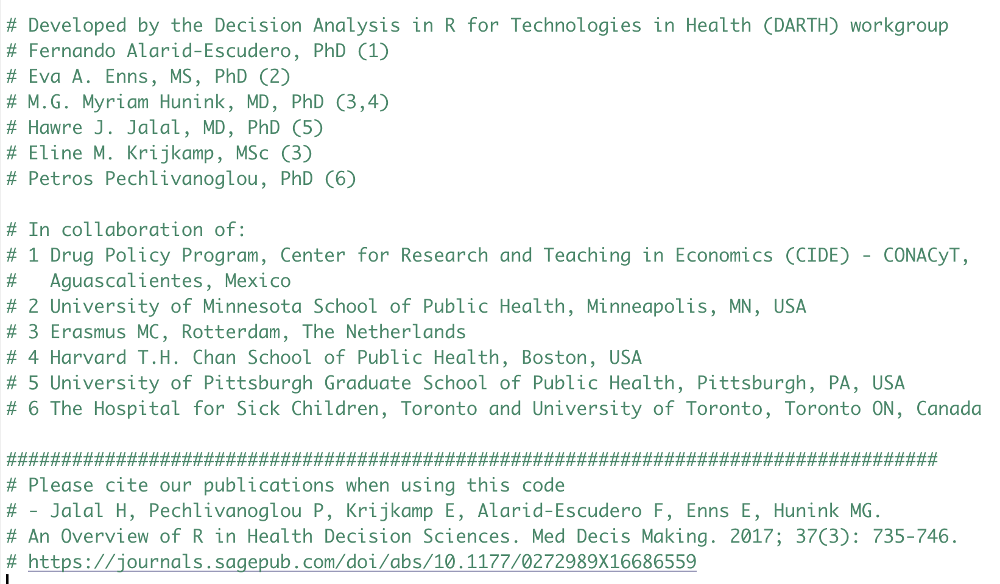 # Developed by the Decision Analysis in R for Technologies in Health (DARTH) workgroup
# Fernando Alarid-Escudero, PhD (1)
# Eva A. Enns, MS, PhD (2)
# M.G. Myriam Hunink, MD, PhD (3,4)
# Hawre J. Jalal, MD, PhD (5)
# Eline M. Krijkamp, MSc (3)
# Petros Pechlivanoglou, PhD (6)

# In collaboration of:
# 1 Drug Policy Program, Center for Research and Teaching in Economics (CIDE) - CONACyT,
#   Aguascalientes, Mexico
# 2 University of Minnesota School of Public Health, Minneapolis, MN, USA
# 3 Erasmus MC, Rotterdam, The Netherlands
# 4 Harvard T.H. Chan School of Public Health, Boston, USA
# 5 University of Pittsburgh Graduate School of Public Health, Pittsburgh, PA, USA
# 6 The Hospital for Sick Children, Toronto and University of Toronto, Toronto ON, Canada

#####################################################################################
# Please cite our publications when using this code
# - Jalal H, Pechlivanoglou P, Krijkamp E, Alarid-Escudero F, Enns E, Hunink MG.
# An Overview of R in Health Decision Sciences. Med Decis Making. 2017; 37(3): 735-746.
# https://journals.sagepub.com/doi/abs/10.1177/0272989X16686559